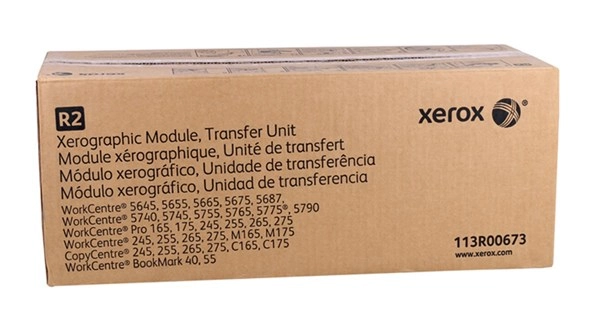 R2
Xerographic Module, Transfer Unit
Module xérographique, Unité de transfert
Módulo xerográfico, Unidade de transferência
Módulo xerográfico, Unidad de transferencia
WorkCentre® 5645, 5655, 5665, 5675, 5687,
WorkCentre® 5740, 5745, 5755, 5765, 5775® 5790
WorkCentre® Pro 165, 175, 245, 255, 265, 275
WorkCentre® 245, 255, 265, 275, M165, M175
CopyCentre® 245, 255, 265, 275, C165, C175
WorkCentre® BookMark 40, 55
xerox
113R00673
www.xerox.com
xerox